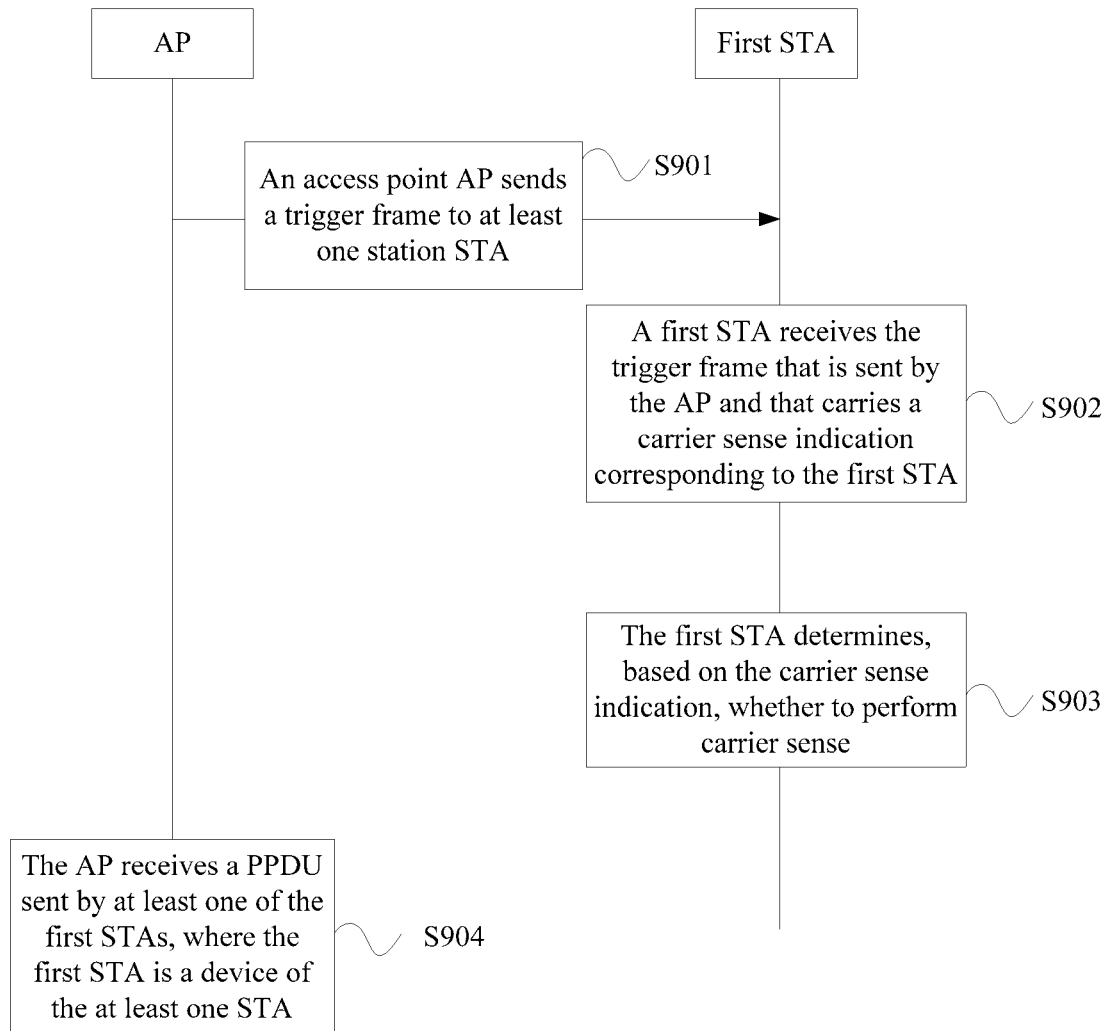 AP
First STA
An access point AP sends
a trigger frame to at least
one station STA
S901
A first STA receives the
trigger frame that is sent by
the AP and that carries a
carrier sense indication
corresponding to the first STA
S902
The first STA determines,
based on the carrier sense
indication, whether to perform
carrier sense
S903
The AP receives a PPDU
sent by at least one of the
first STAs, where the
first STA is a device of
the at least one STA
S904